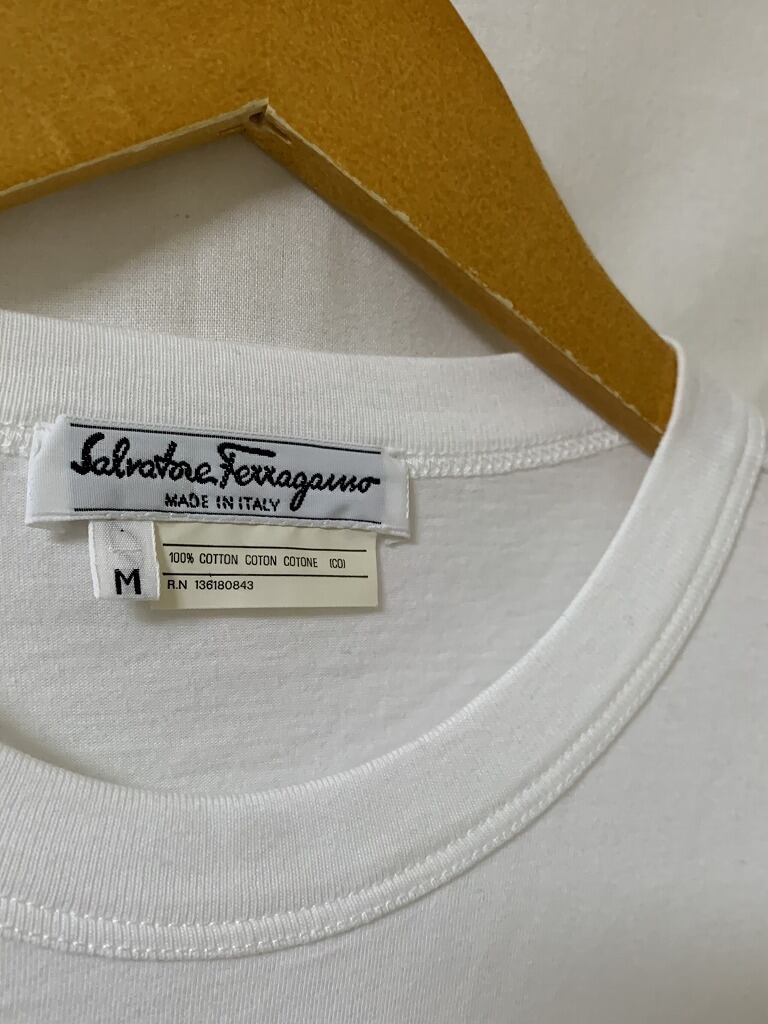 Salvatore Ferragamo
MADE IN ITALY
M
100% COTTON COTON COTONE (CO)
R.N 136180843